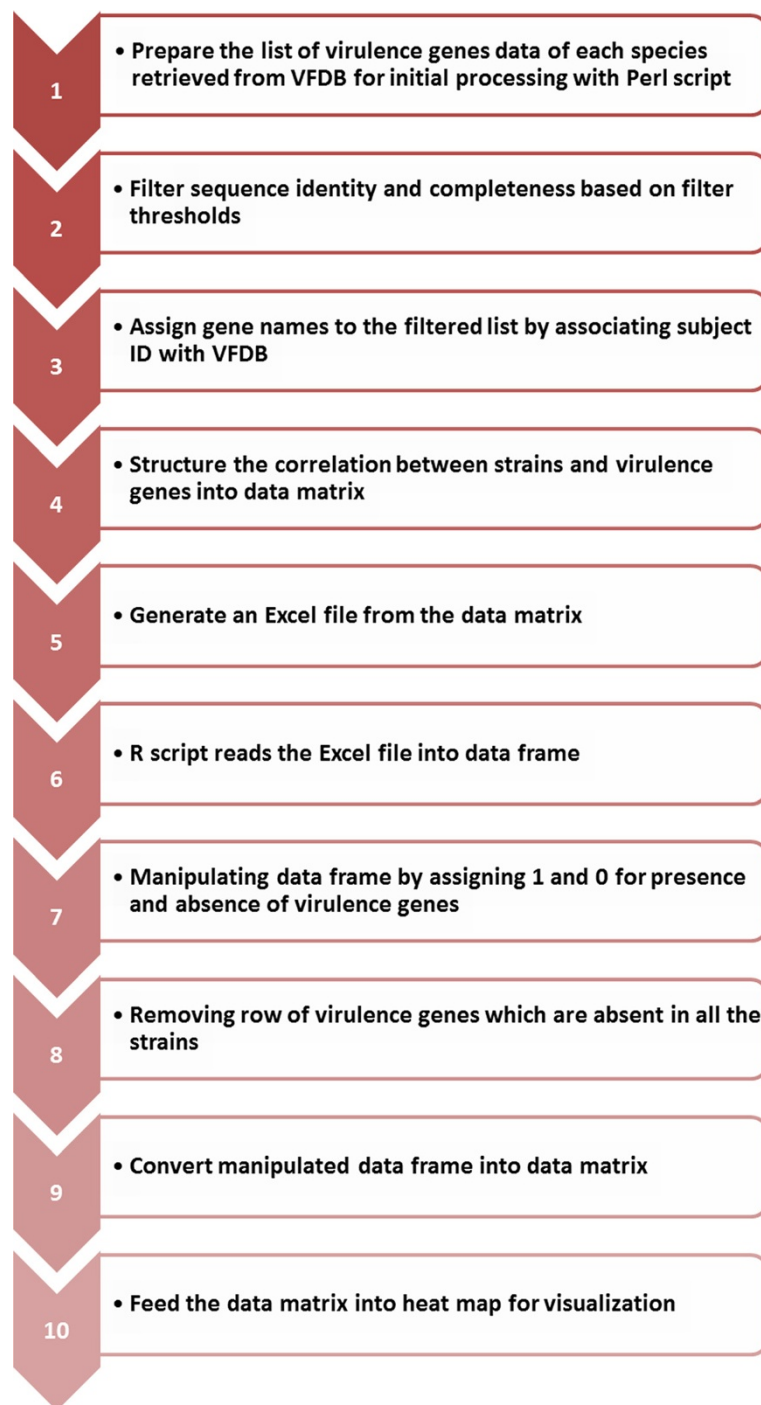 1
• Prepare the list of virulence genes data of each species
retrieved from VFDB for initial processing with Perl script
2
• Filter sequence identity and completeness based on filter
thresholds
3
• Assign gene names to the filtered list by associating subject
ID with VFDB
4
• Structure the correlation between strains and virulence
genes into data matrix
5
• Generate an Excel file from the data matrix
6
• R script reads the Excel file into data frame
7
• Manipulating data frame by assigning 1 and 0 for presence
and absence of virulence genes
8
• Removing row of virulence genes which are absent in all the
strains
9
• Convert manipulated data frame into data matrix
10
• Feed the data matrix into heat map for visualization